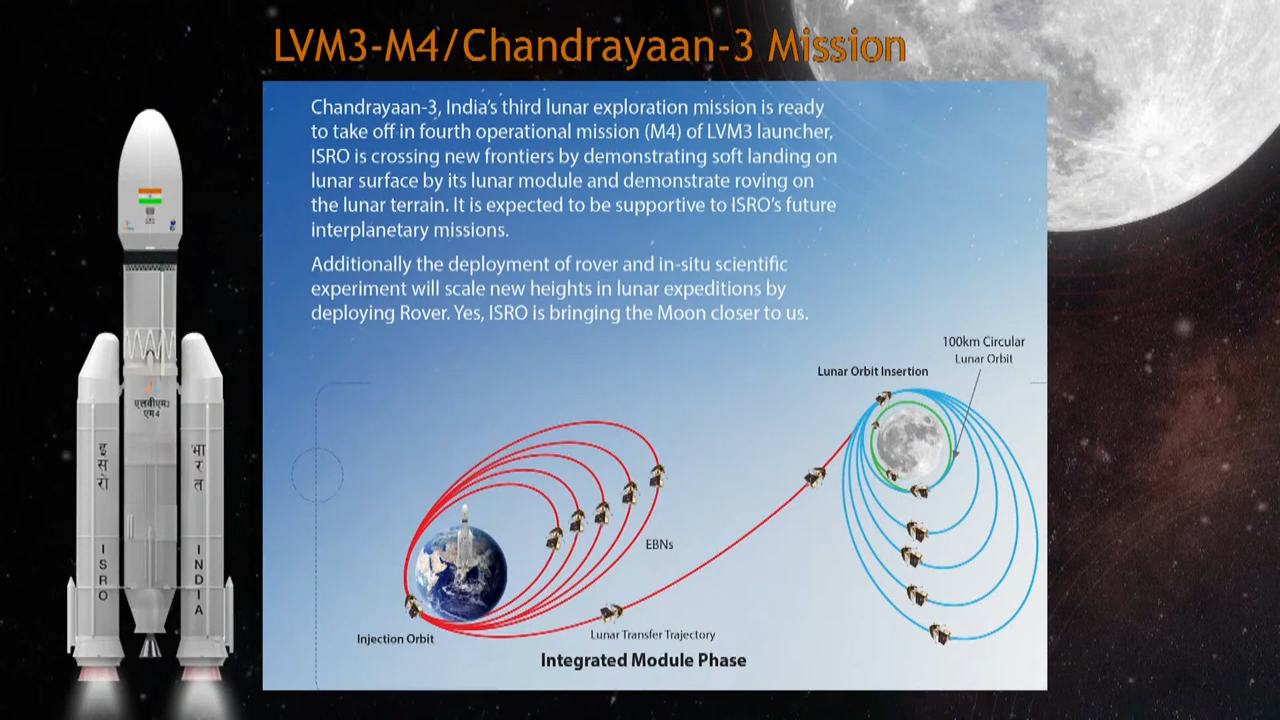 LVM3-M4/Chandrayaan-3 Mission
Chandrayaan-3, India's third lunar exploration mission is ready
to take off in fourth operational mission (M4) of LVM3 launcher,
ISRO is crossing new frontiers by demonstrating soft landing on
lunar surface by its lunar module and demonstrate roving on
the lunar terrain. It is expected to be supportive to ISRO's future
interplanetary missions.
Additionally the deployment of rover and in-situ scientific
experiment will scale new heights in lunar expeditions by
deploying Rover. Yes, ISRO is bringing the Moon closer to us.
100km Circular
Lunar Orbit
Lunar Orbit Insertion
EBNs
Lunar Transfer Trajectory
Injection Orbit
Integrated Module Phase
एलवीएम3
एम4
इसरो
भारत
ISRO
INDIA